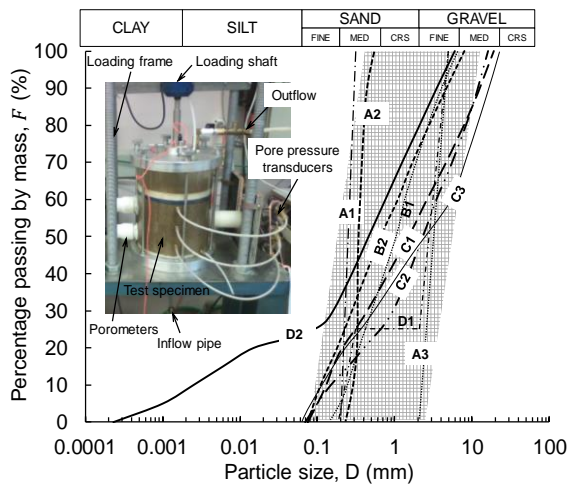 CLAY SILT SAND GRAVEL
FINE MED CRS FINE MED CRS
Percentage passing by mass, F (%)
100
90
80
70
60
50
40
30
20
10
0
Loading frame
Loading shaft
Outflow
Pore pressure
transducers
Test specimen
Porometers
Inflow pipe
A2
A1
B2
B1
C1
C2
C3
D1
D2
A3
0.0001 0.001 0.01 0.1 1 10 100
Particle size, D (mm)